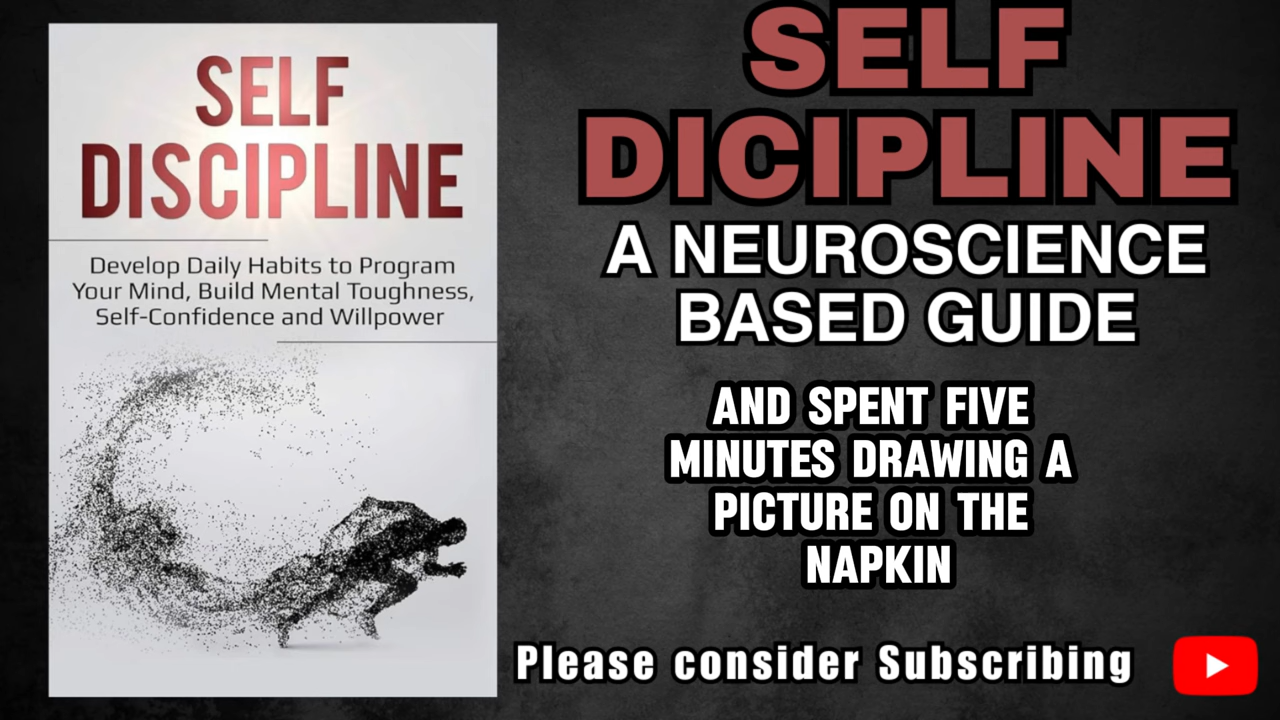 SELF
DISCIPLINE
Develop Daily Habits to Program
Your Mind, Build Mental Toughness,
Self-Confidence and Willpower
SELF
DICIPLINE
A NEUROSCIENCE
BASED GUIDE
AND SPENT FIVE
MINUTES DRAWING A
PICTURE ON THE
NAPKIN
Please consider Subscribing